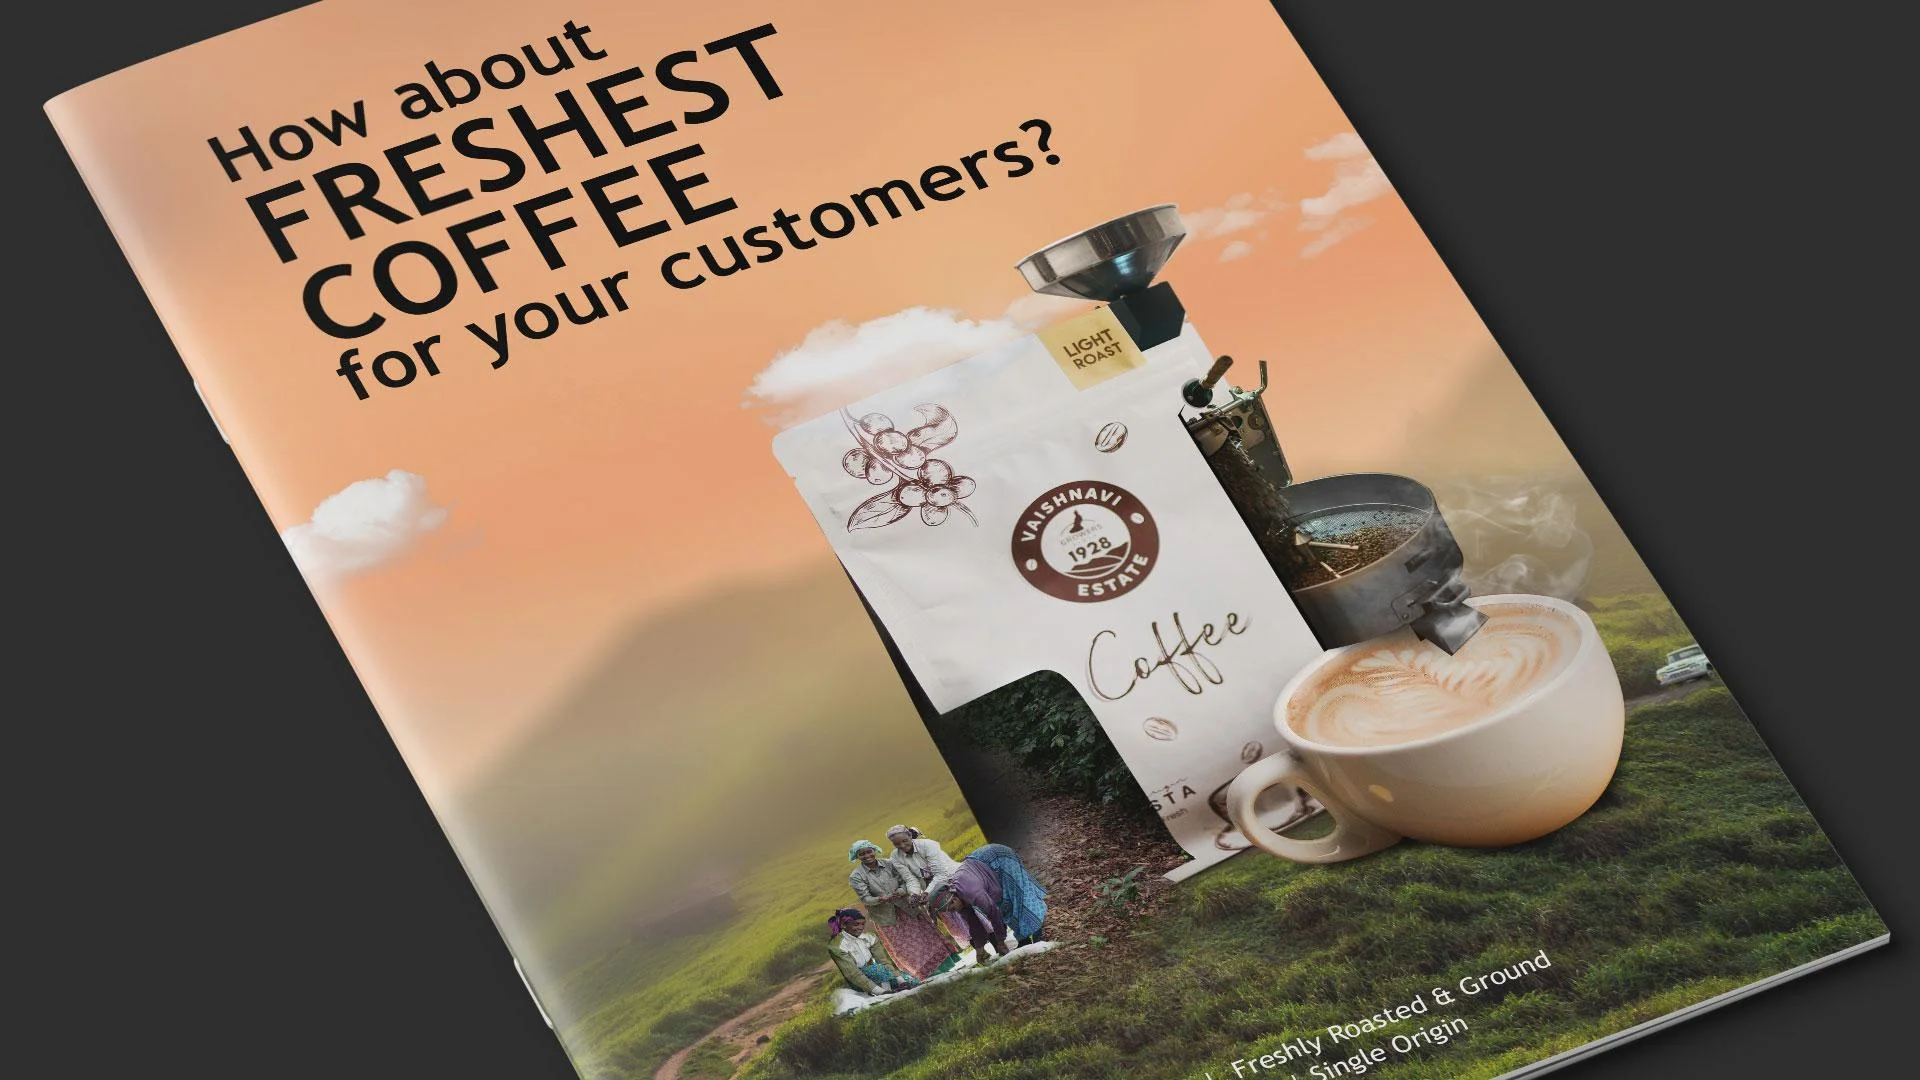 How about
FRESHEST
COFFEE
for your customers?
LIGHT
ROAST
VAISHNAVI
GROWERS
1928
ESTATE
Coffee
STA
Freshly Roasted & Ground
Single Origin